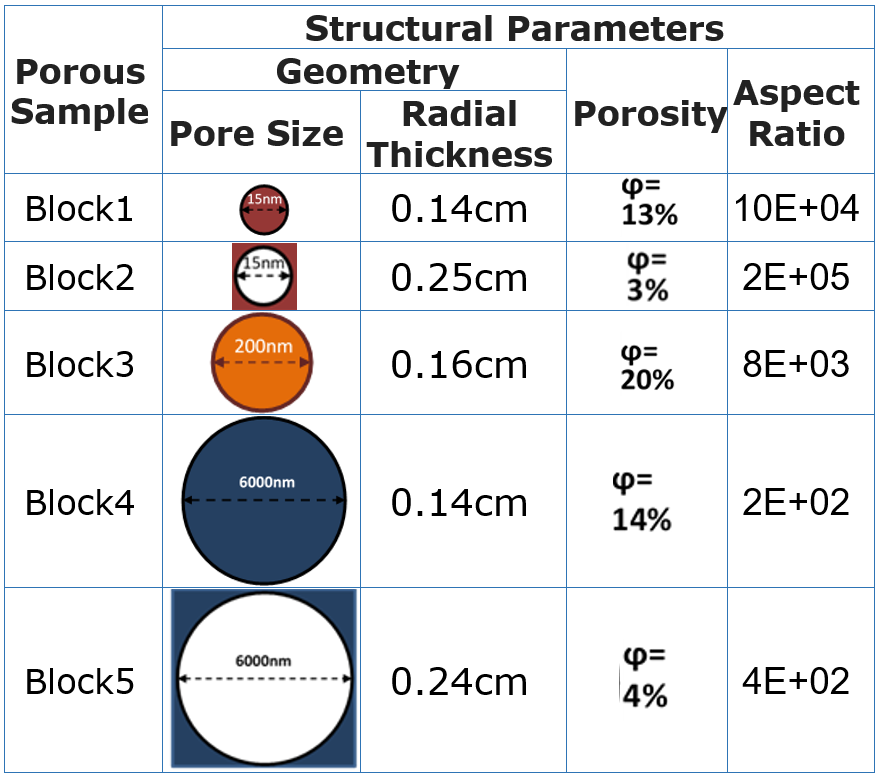 Structural Parameters
Porous
Sample
Geometry
Porosity
Aspect
Ratio
Pore Size
Radial
Thickness
Block1
15nm
0.14cm
φ=
13%
10E+04
Block2
15nm
0.25cm
φ=
3%
2E+05
Block3
200nm
0.16cm
φ=
20%
8E+03
Block4
6000nm
0.14cm
φ=
14%
2E+02
Block5
6000nm
0.24cm
φ=
4%
4E+02